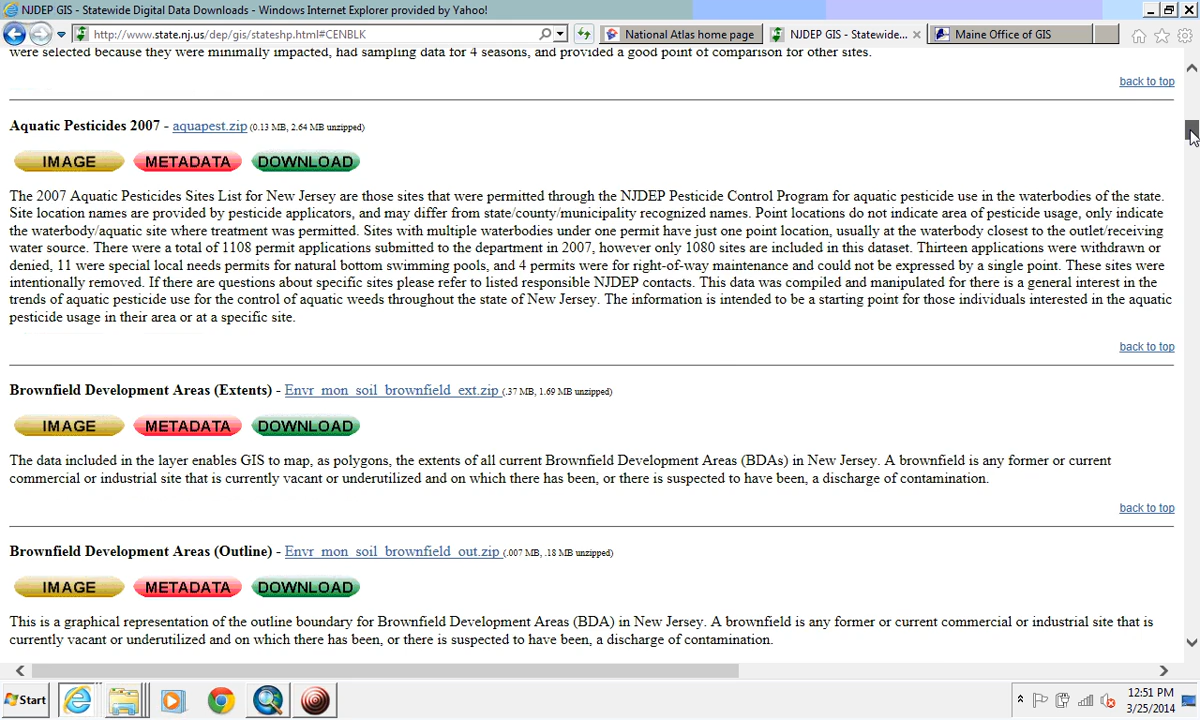 NJDEP GIS - Statewide Digital Data Downloads - Windows Internet Explorer provided by Yahoo!
http://www.state.nj.us/dep/gis/stateshp.html#CENBLK
National Atlas home page
NJDEP GIS - Statewide...
Maine Office of GIS
were selected because they were minimally impacted, had sampling data for 4 seasons, and provided a good point of comparison for other sites.
back to top
Aquatic Pesticides 2007 - aquapest.zip (0.13 MB, 2.64 MB unzipped)
IMAGE METADATA DOWNLOAD
The 2007 Aquatic Pesticides Sites List for New Jersey are those sites that were permitted through the NJDEP Pesticide Control Program for aquatic pesticide use in the waterbodies of the state.
Site location names are provided by pesticide applicators, and may differ from state/county/municipality recognized names. Point locations do not indicate area of pesticide usage, only indicate
the waterbody/aquatic site where treatment was permitted. Sites with multiple waterbodies under one permit have just one point location, usually at the waterbody closest to the outlet/receiving
water source. There were a total of 1108 permit applications submitted to the department in 2007, however only 1080 sites are included in this dataset. Thirteen applications were withdrawn or
denied, 11 were special local needs permits for natural bottom swimming pools, and 4 permits were for right-of-way maintenance and could not be expressed by a single point. These sites were
intentionally removed. If there are questions about specific sites please refer to listed responsible NJDEP contacts. This data was compiled and manipulated for there is a general interest in the
trends of aquatic pesticide use for the control of aquatic weeds throughout the state of New Jersey. The information is intended to be a starting point for those individuals interested in the aquatic
pesticide usage in their area or at a specific site.
back to top
Brownfield Development Areas (Extents) - Envr_mon_soil_brownfield_ext.zip (.37 MB, 1.69 MB unzipped)
IMAGE METADATA DOWNLOAD
The data included in the layer enables GIS to map, as polygons, the extents of all current Brownfield Development Areas (BDAs) in New Jersey. A brownfield is any former or current
commercial or industrial site that is currently vacant or underutilized and on which there has been, or there is suspected to have been, a discharge of contamination.
back to top
Brownfield Development Areas (Outline) - Envr_mon_soil_brownfield_out.zip (.007 MB, .18 MB unzipped)
IMAGE METADATA DOWNLOAD
This is a graphical representation of the outline boundary for Brownfield Development Areas (BDA) in New Jersey. A brownfield is any former or current commercial or industrial site that is
currently vacant or underutilized and on which there has been, or there is suspected to have been, a discharge of contamination.
Start
12:51 PM
3/25/2014